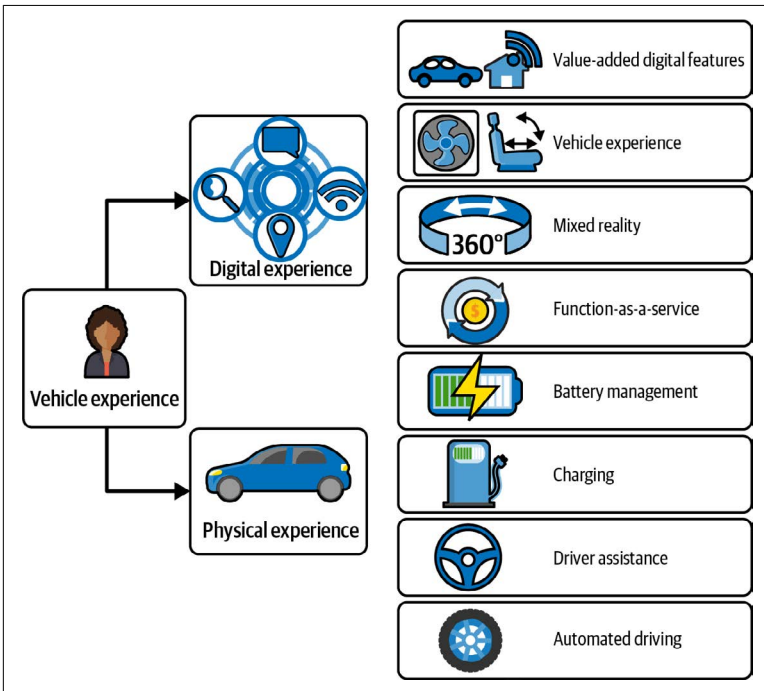 Digital experience
Vehicle experience
Physical experience
Value-added digital features
Vehicle experience
360°
Mixed reality
$
Function-as-a-service
Battery management
Charging
Driver assistance
Automated driving